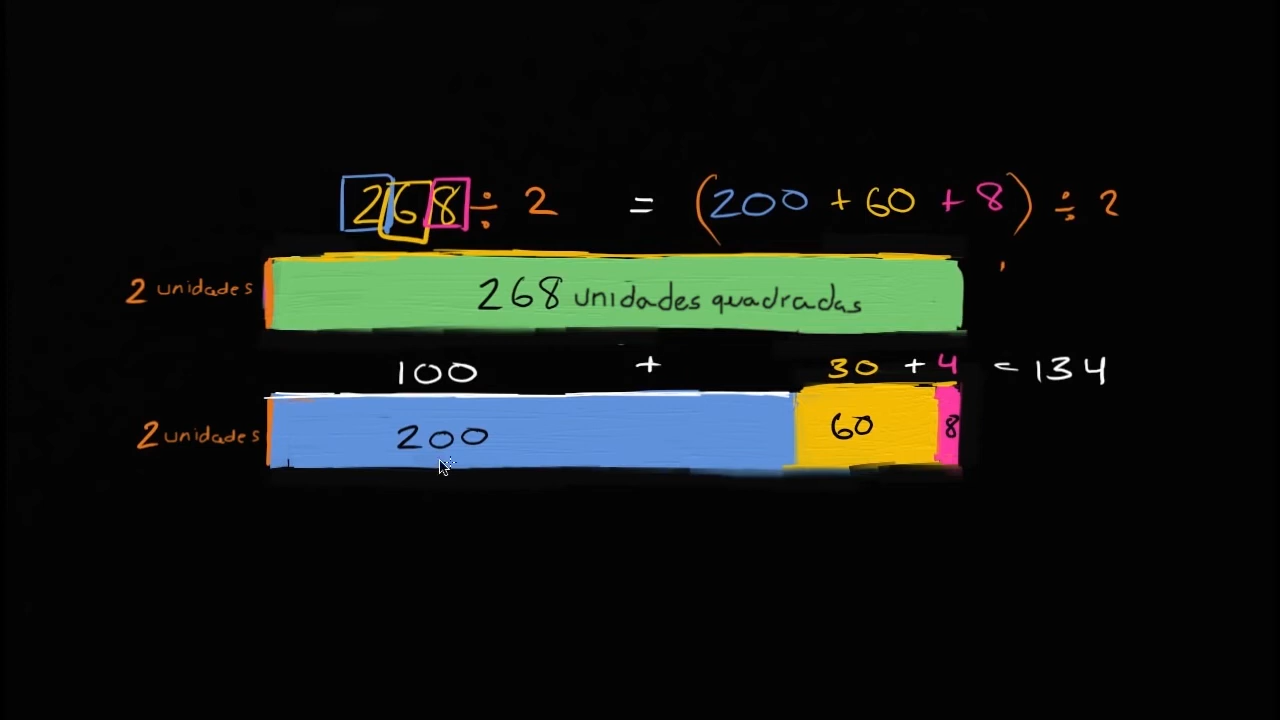 268 ÷ 2 = (200 + 60 + 8) ÷ 2
2 unidades 268 unidades quadradas
100 + 30 + 4 = 134
2 unidades 200 60 8